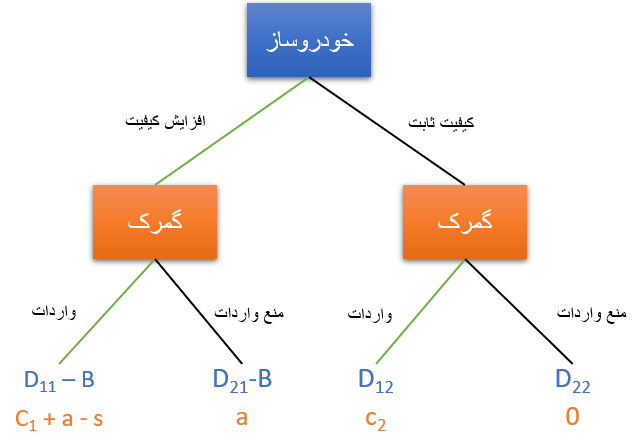 خودروساز
افزایش کیفیت
کیفیت ثابت
گمرک
گمرک
واردات
منع واردات
واردات
منع واردات
D₁₁ – B
D₂₁-B
D₁₂
D₂₂
C₁ + a - s
a
c₂
0